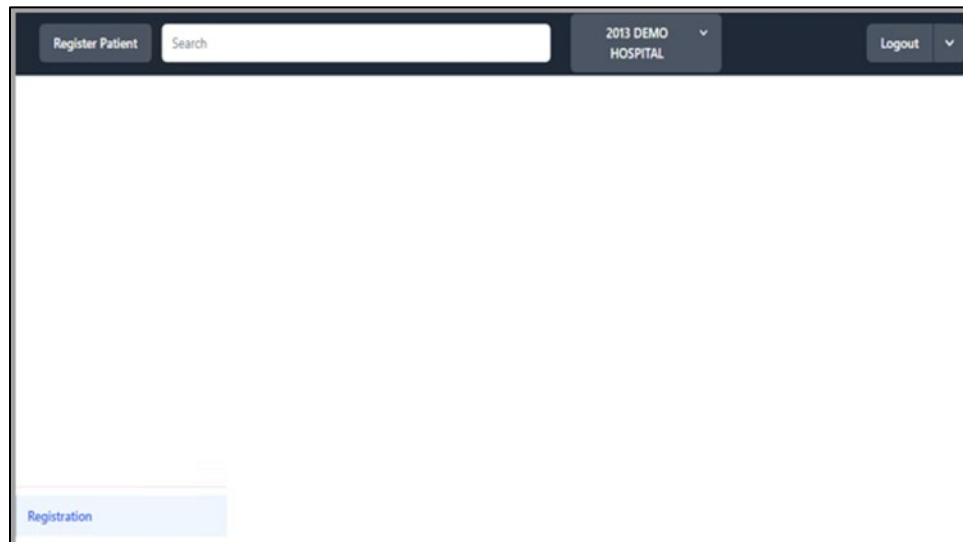 Register Patient
Search
2013 DEMO
HOSPITAL
Logout
Registration